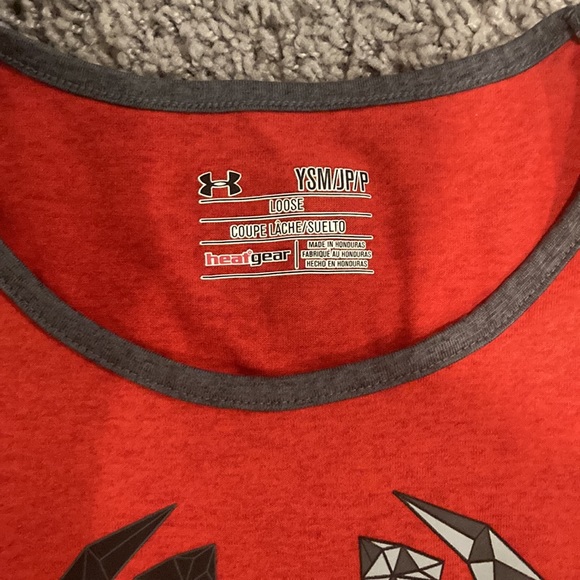 YSM/JP/P
LOOSE
COUPE LÂCHE/SUELTO
heatgear
MADE IN HONDURAS
FABRIQUÉ AU HONDURAS
HECHO EN HONDURAS